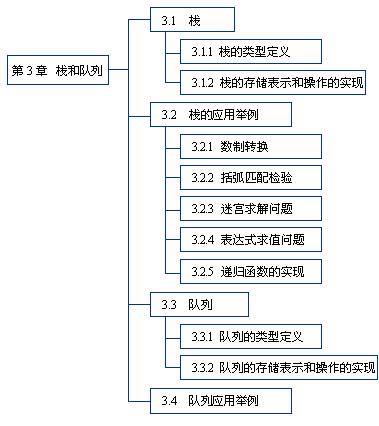 第3章 栈和队列
3.1 栈
3.1.1 栈的类型定义
3.1.2 栈的存储表示和操作的实现
3.2 栈的应用举例
3.2.1 数制转换
3.2.2 括弧匹配检验
3.2.3 迷宫求解问题
3.2.4 表达式求值问题
3.2.5 递归函数的实现
3.3 队列
3.3.1 队列的类型定义
3.3.2 队列的存储表示和操作的实现
3.4 队列应用举例